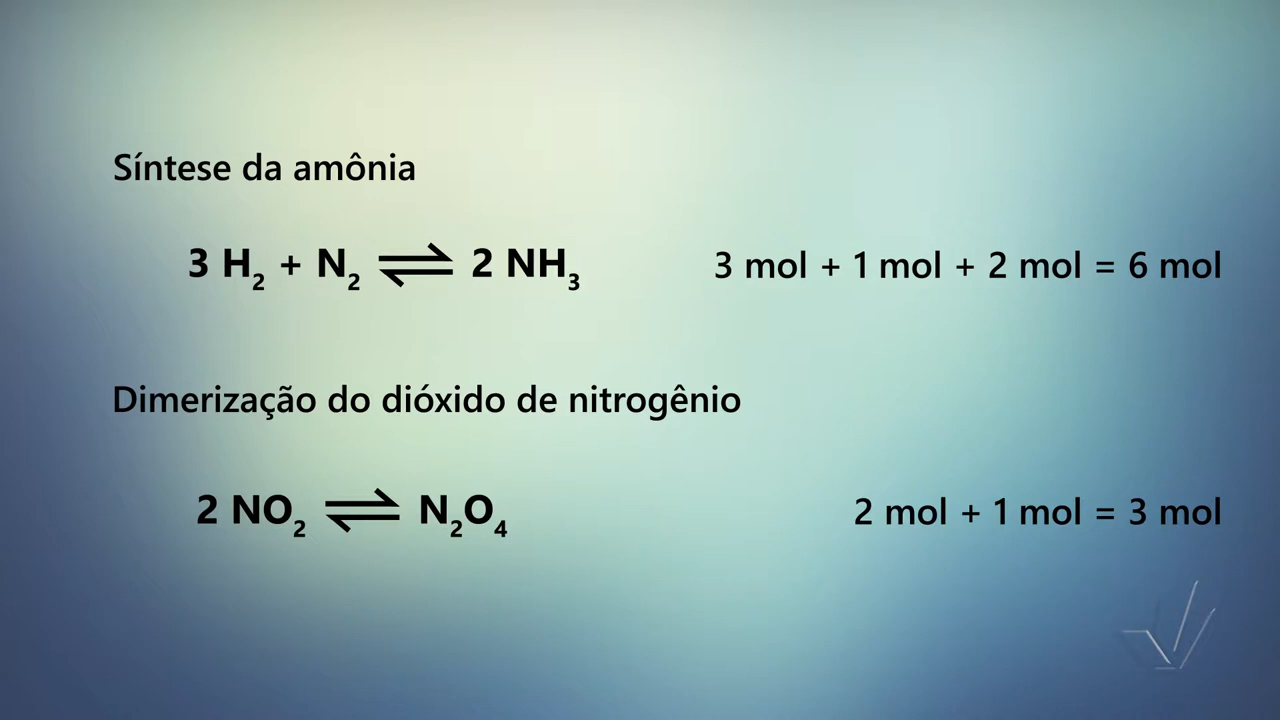 Síntese da amônia
3 H₂ + N₂ ⇌ 2 NH₃ 3 mol + 1 mol + 2 mol = 6 mol
Dimerização do dióxido de nitrogênio
2 NO₂ ⇌ N₂O₄ 2 mol + 1 mol = 3 mol